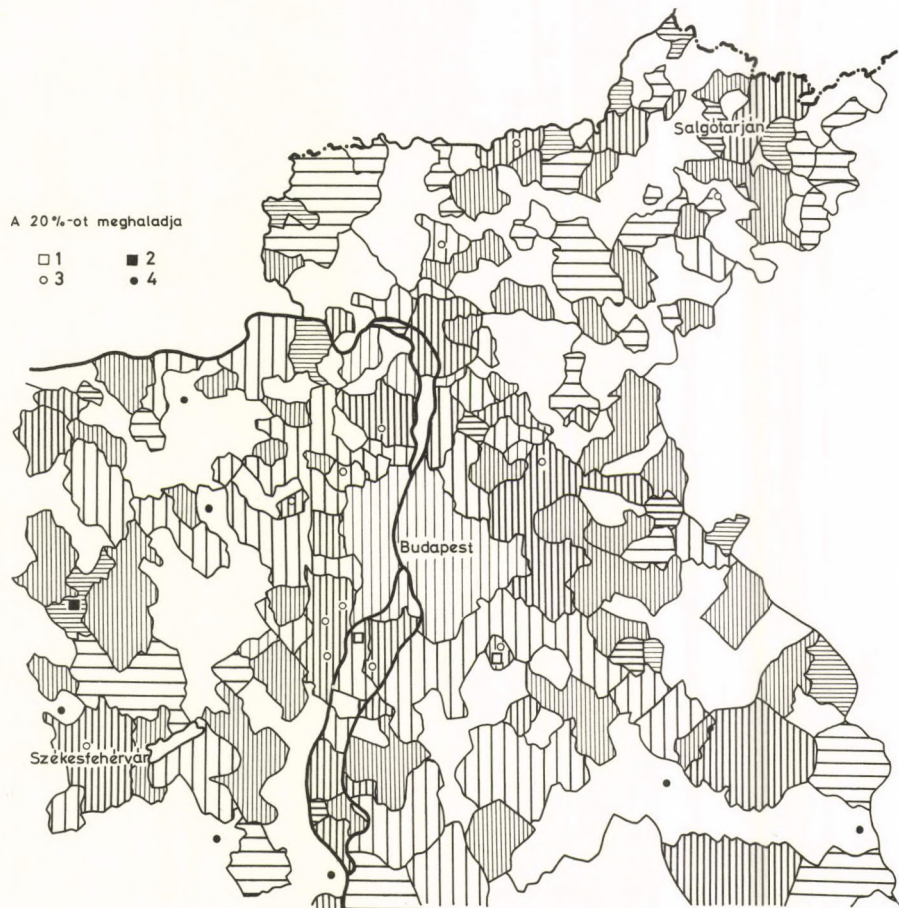 Salgótarján
A 20%-ot meghaladja
1 2
3 4
Budapest
Székesfehérvár